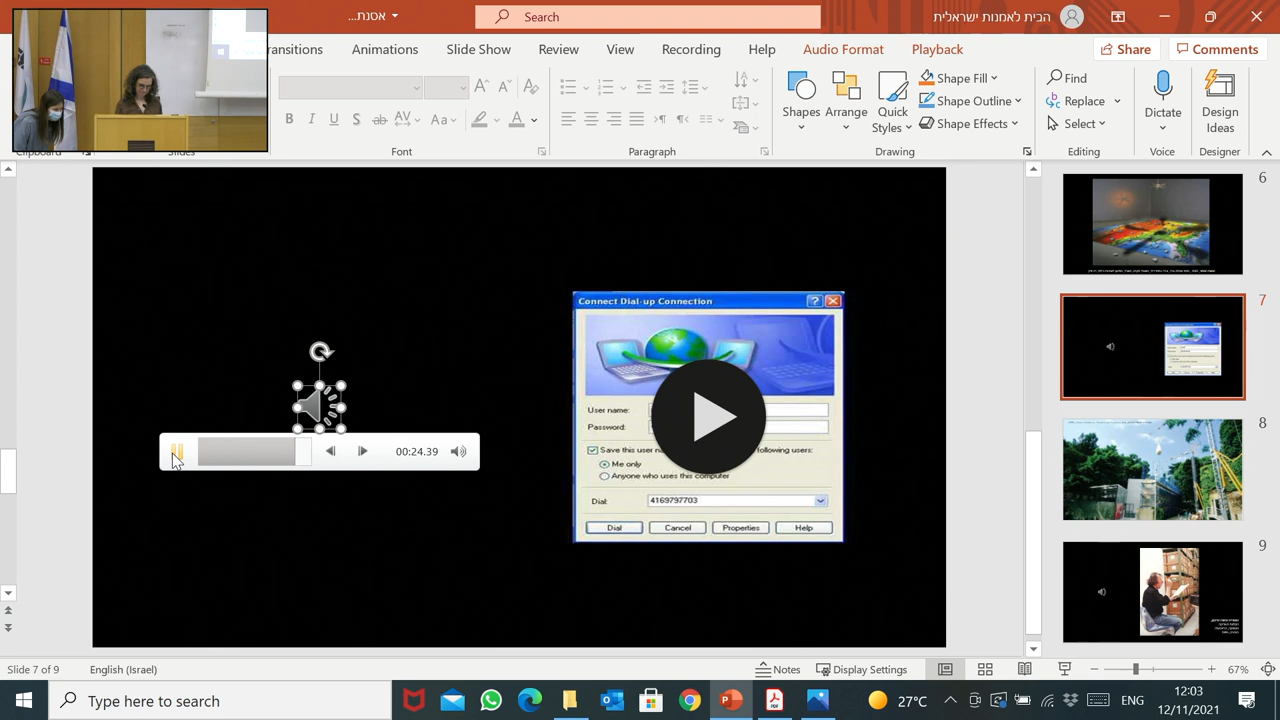 אסנת...
Search
הבית לאמנות ישראלית
Transitions
Animations
Slide Show
Review
View
Recording
Help
Audio Format
Playback
Share
Comments
Shapes
Arrange
Quick Styles
Shape Fill
Shape Outline
Shape Effects
Find
Replace
Select
Dictate
Design Ideas
Clipboard
Slides
Font
Paragraph
Drawing
Editing
Voice
Designer
Connect Dial-up Connection
User name:
Password:
Save this user
following users:
Me only
Anyone who uses this computer
Dial: 4169797703
Dial
Cancel
Properties
Help
00:24.39
6
7
8
9
Slide 7 of 9
English (Israel)
Notes
Display Settings
67%
Type here to search
27°C
ENG
12:03
12/11/2021